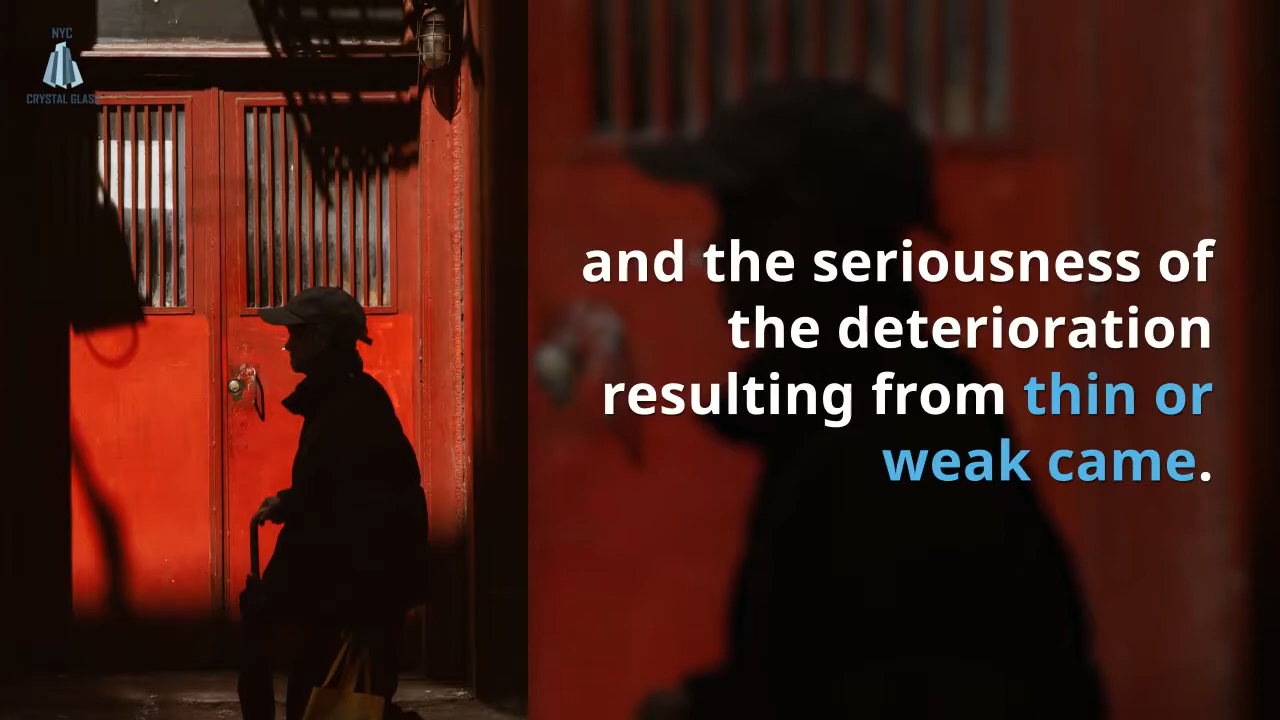 NYC
CRYSTAL GLASS
and the seriousness of
the deterioration
resulting from thin or
weak came.